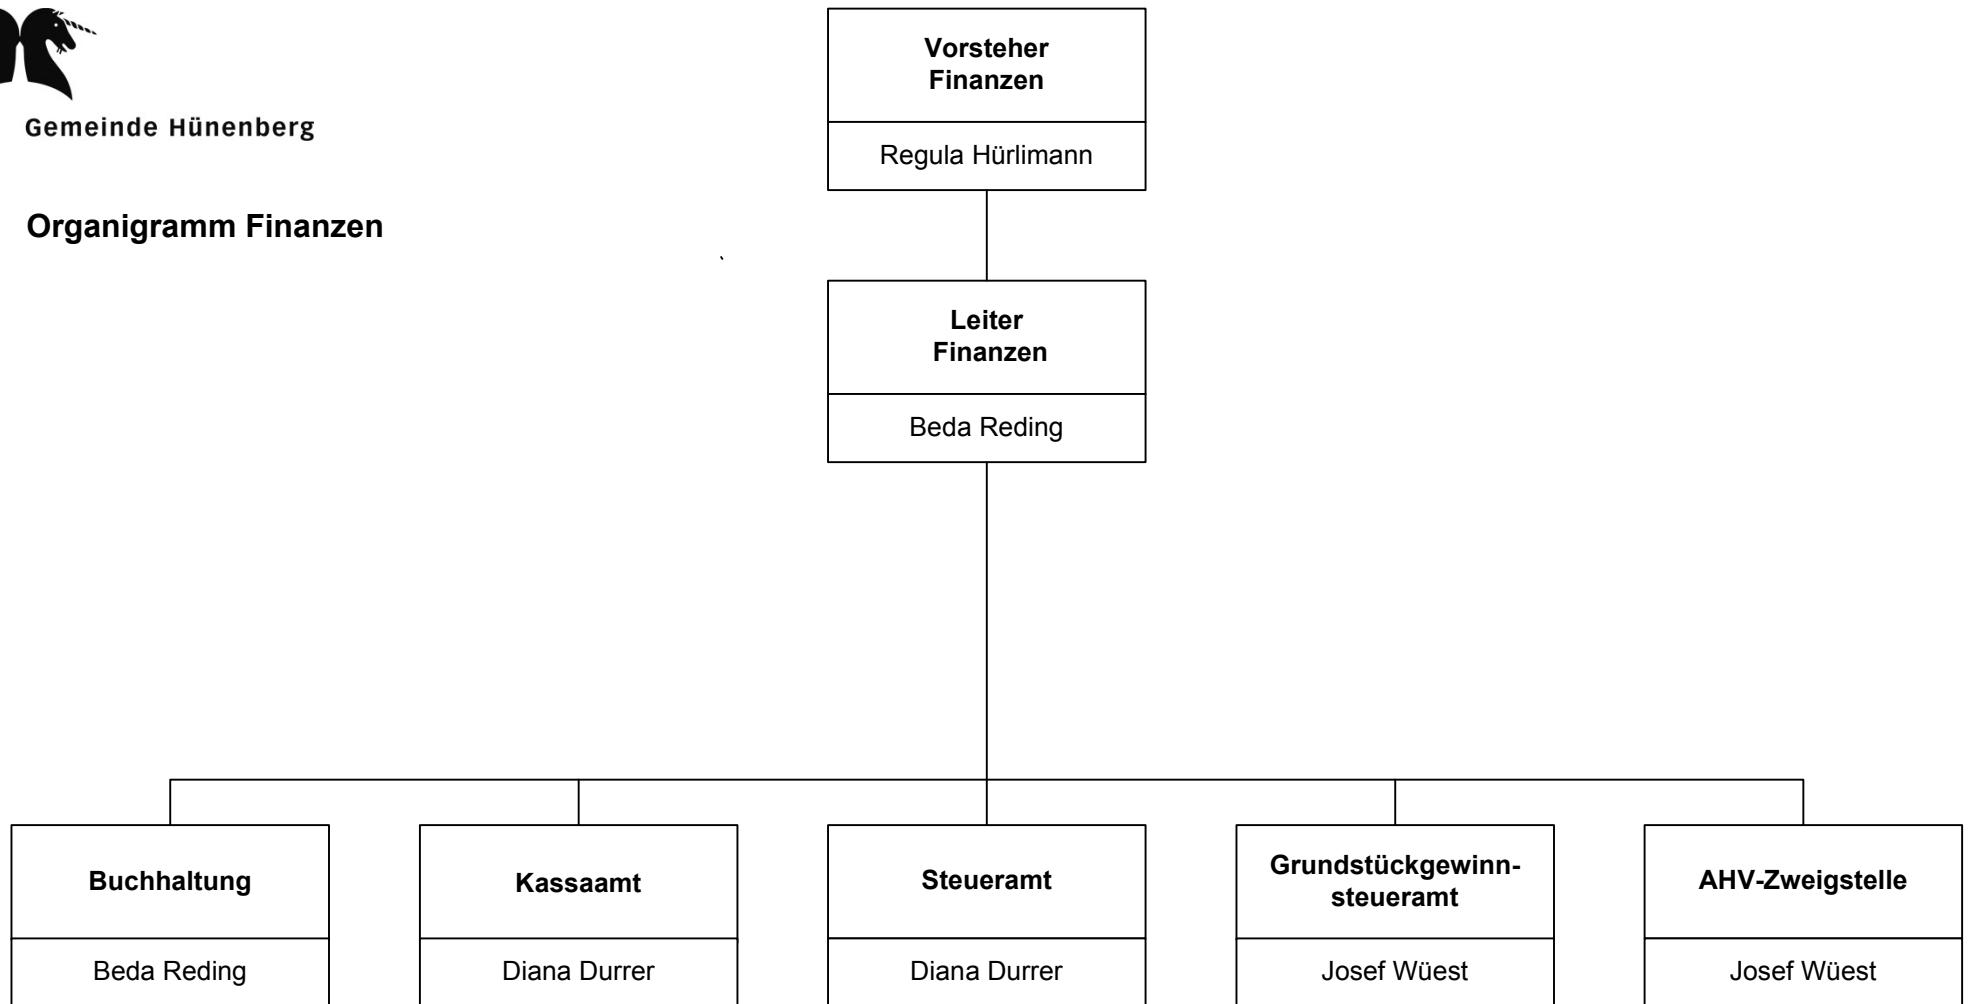 Gemeinde Hünenberg
Organigramm Finanzen
Vorsteher
Finanzen
Regula Hürlimann
Leiter
Finanzen
Beda Reding
Buchhaltung
Beda Reding
Kassaamt
Diana Durrer
Steueramt
Diana Durrer
Grundstückgewinn-
steueramt
Josef Wüest
AHV-Zweigstelle
Josef Wüest